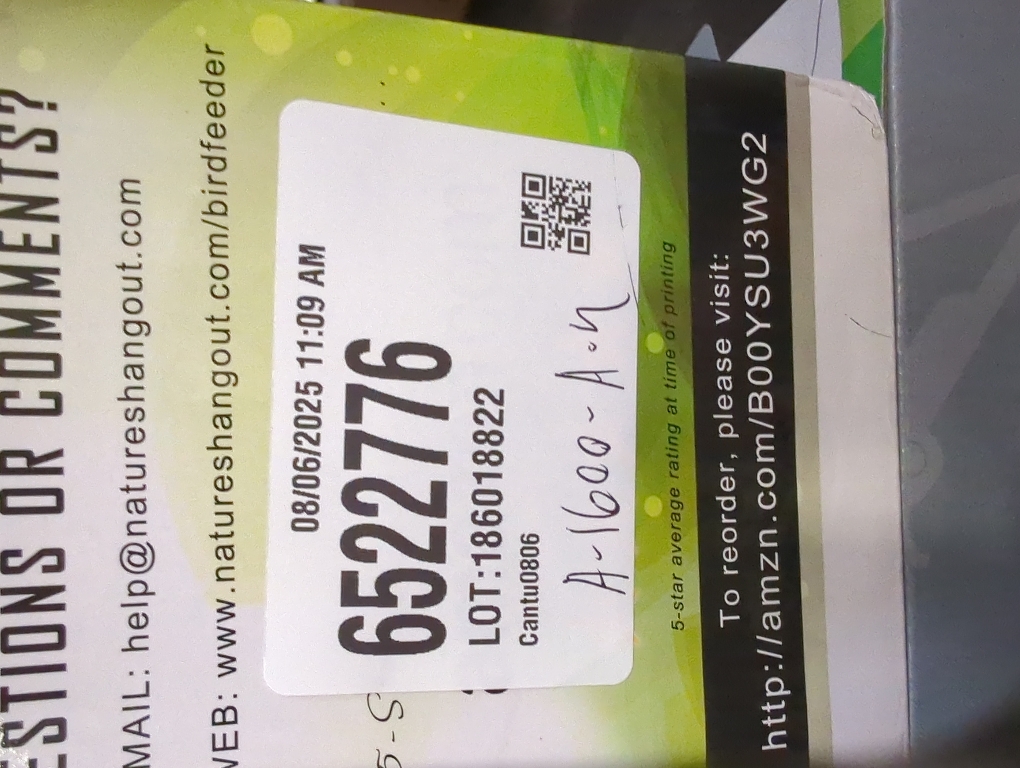 ESTIONS OR COMMENTS?
MAIL: help@natureshangout.com
WEB: www.natureshangout.com/birdfeeder
08/06/2025 11:09 AM
652776
LOT:186018822
Cantu0806
A-1600-A.
5-S
5-star average rating at time of printing
To reorder, please visit:
http://amzn.com/B00YSU3WG2